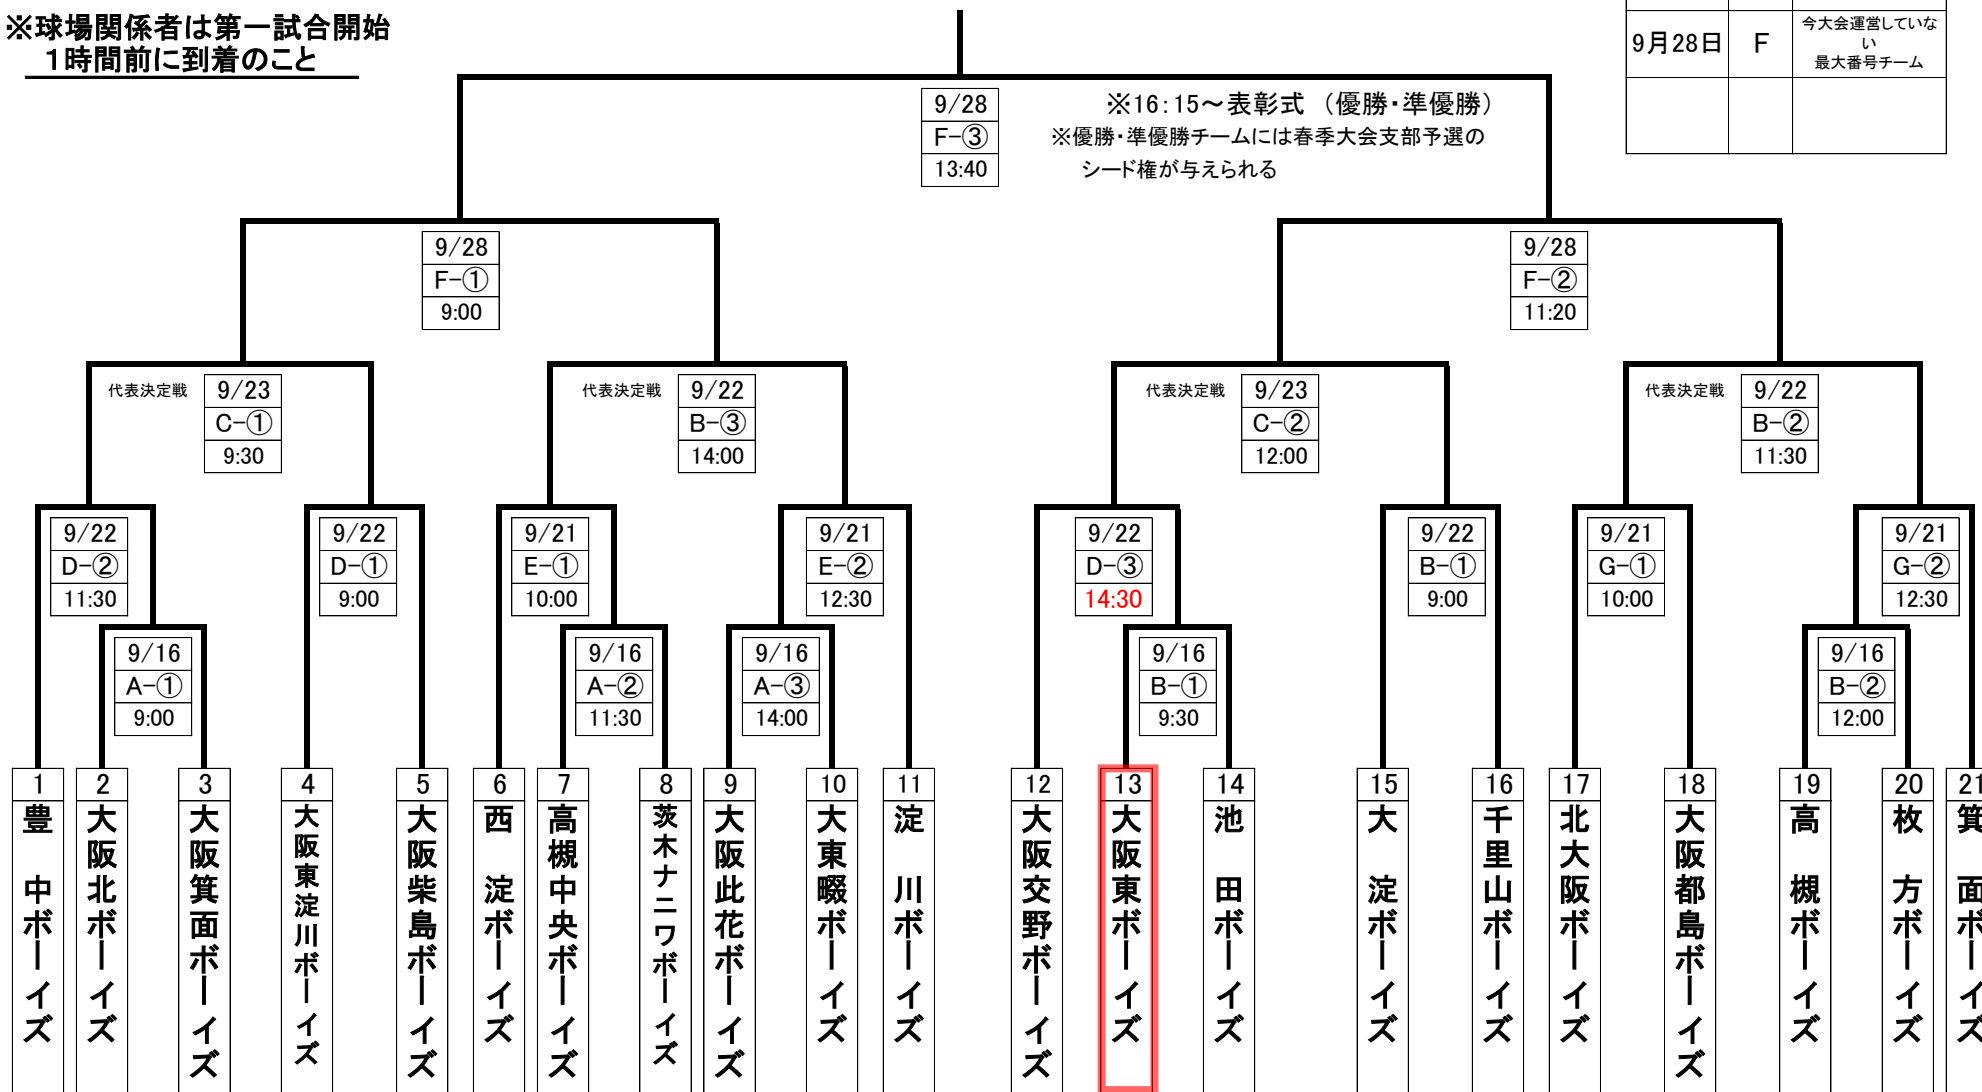 ※球場関係者は第一試合開始
1時間前に到着のこと
9月28日 F 今大会運営していな
い
最大番号チーム
9/28
F-③
13:40
※16:15～表彰式 （優勝・準優勝）
※優勝・準優勝チームには春季大会支部予選の
シード権が与えられる
9/28
F-①
9:00
9/28
F-②
11:20
代表決定戦
9/23
C-①
9:30
代表決定戦
9/22
B-③
14:00
代表決定戦
9/23
C-②
12:00
代表決定戦
9/22
B-②
11:30
9/22
D-②
11:30
9/22
D-①
9:00
9/21
E-①
10:00
9/21
E-②
12:30
9/22
D-③
14:30
9/22
B-①
9:00
9/21
G-①
10:00
9/21
G-②
12:30
9/16
A-①
9:00
9/16
A-②
11:30
9/16
A-③
14:00
9/16
B-①
9:30
9/16
B-②
12:00
1
豊 中ボーイズ
2
大阪北ボーイズ
3
大阪箕面ボーイズ
4
大阪東淀川ボーイズ
5
大阪柴島ボーイズ
6
西 淀ボーイズ
7
高槻中央ボーイズ
8
茨木ナニワボーイズ
9
大阪此花ボーイズ
10
大東畷ボーイズ
11
淀 川ボーイズ
12
大阪交野ボーイズ
13
大阪東ボーイズ
14
池 田ボーイズ
15
大 淀ボーイズ
16
千里山ボーイズ
17
北大阪ボーイズ
18
大阪都島ボーイズ
19
高 槻ボーイズ
20
枚 方ボーイズ
21
箕 面ボーイズ